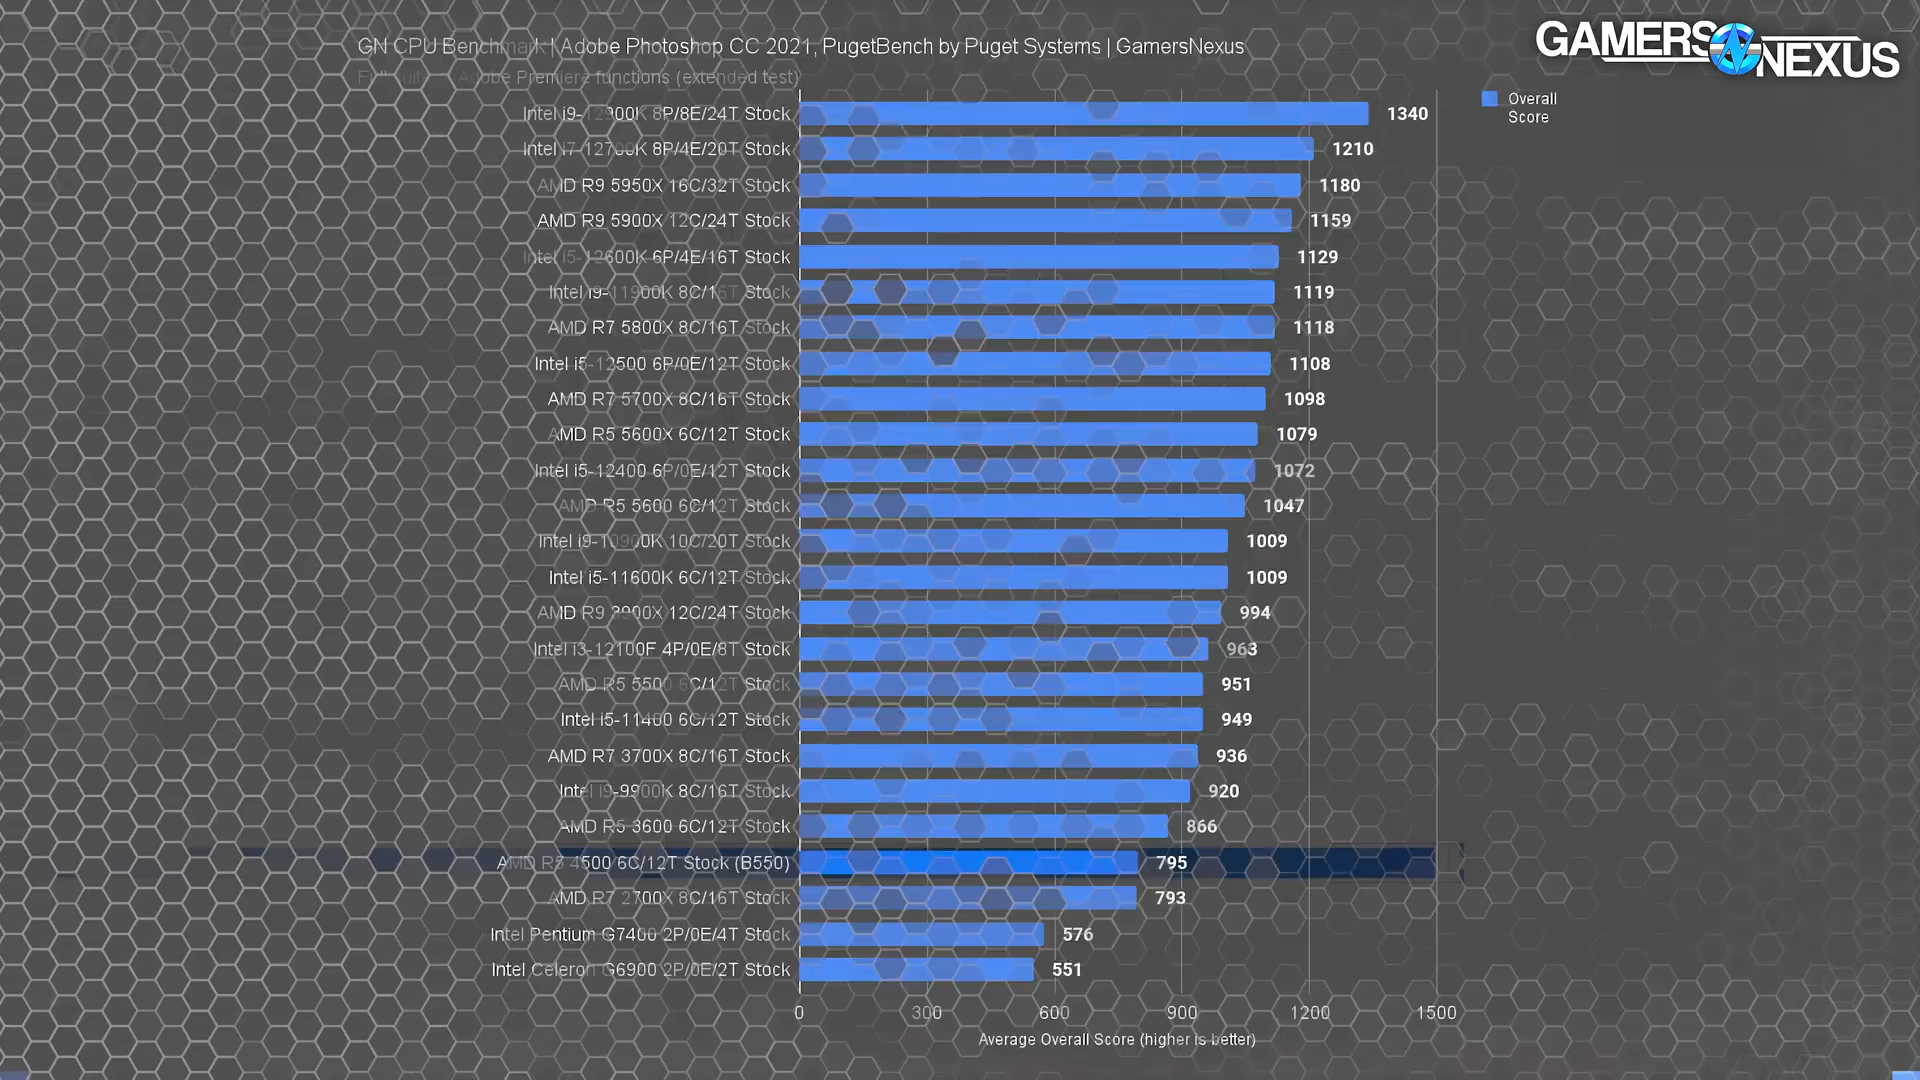 GAMERS NEXUS
GN CPU Benchmark | Adobe Photoshop CC 2021, PugetBench by Puget Systems | GamersNexus
Adobe Premiere functions (extended test)
Overall
Score
Intel i9-12900K 8P/8E/24T Stock 1340
Intel i7-12700K 8P/4E/20T Stock 1210
AMD R9 5950X 16C/32T Stock 1180
AMD R9 5900X 12C/24T Stock 1159
Intel i5-12600K 6P/4E/16T Stock 1129
Intel i9-11900K 8C/16T Stock 1119
AMD R7 5800X 8C/16T Stock 1118
Intel i5-12500 6P/0E/12T Stock 1108
AMD R7 5700X 8C/16T Stock 1098
AMD R5 5600X 6C/12T Stock 1079
Intel i5-12400 6P/0E/12T Stock 1072
AMD R5 5600 6C/12T Stock 1047
Intel i9-10900K 10C/20T Stock 1009
Intel i5-11600K 6C/12T Stock 1009
AMD R9 3900X 12C/24T Stock 994
Intel i3-12100F 4P/0E/8T Stock 963
AMD R5 5500 6C/12T Stock 951
Intel i5-11400 6C/12T Stock 949
AMD R7 3700X 8C/16T Stock 936
Intel i9-9900K 8C/16T Stock 920
AMD R5 3600 6C/12T Stock 866
AMD R5 4500 6C/12T Stock (B550) 795
AMD R7 2700X 8C/16T Stock 793
Intel Pentium G7400 2P/0E/4T Stock 576
Intel Celeron G6900 2P/0E/2T Stock 551
0 300 600 900 1200 1500
Average Overall Score (higher is better)